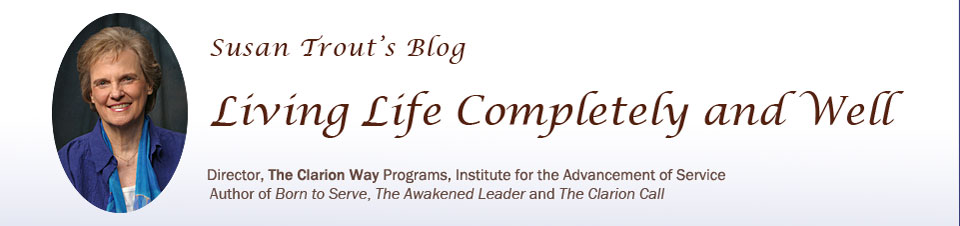 Susan Trout's Blog
Living Life Completely and Well
Director, The Clarion Way Programs, Institute for the Advancement of Service
Author of Born to Serve, The Awakened Leader and The Clarion Call